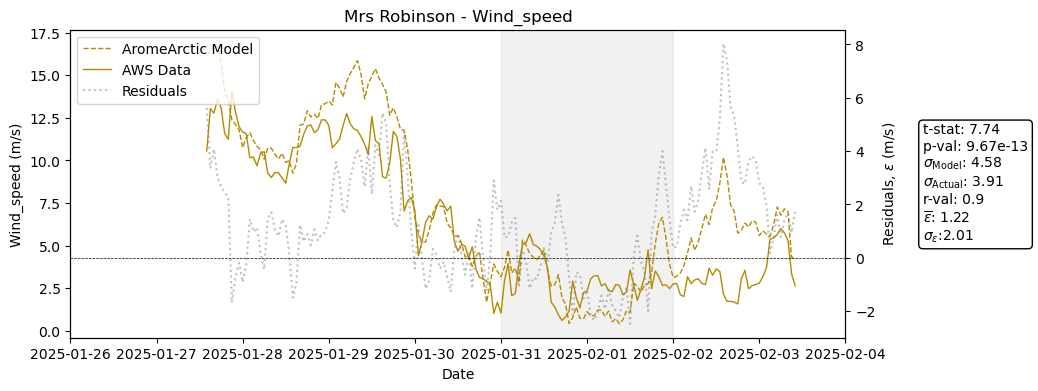 Mrs Robinson - Wind_speed
Wind_speed (m/s)
17.5
15.0
12.5
10.0
7.5
5.0
2.5
0.0
AromeArctic Model
AWS Data
Residuals
8
6
4
2
0
−2
Residuals, ε (m/s)
t-stat: 7.74
p-val: 9.67e-13
σModel: 4.58
σActual: 3.91
r-val: 0.9
ε̅: 1.22
σε:2.01
2025-01-26 2025-01-27 2025-01-28 2025-01-29 2025-01-30 2025-01-31 2025-02-01 2025-02-02 2025-02-03 2025-02-04
Date